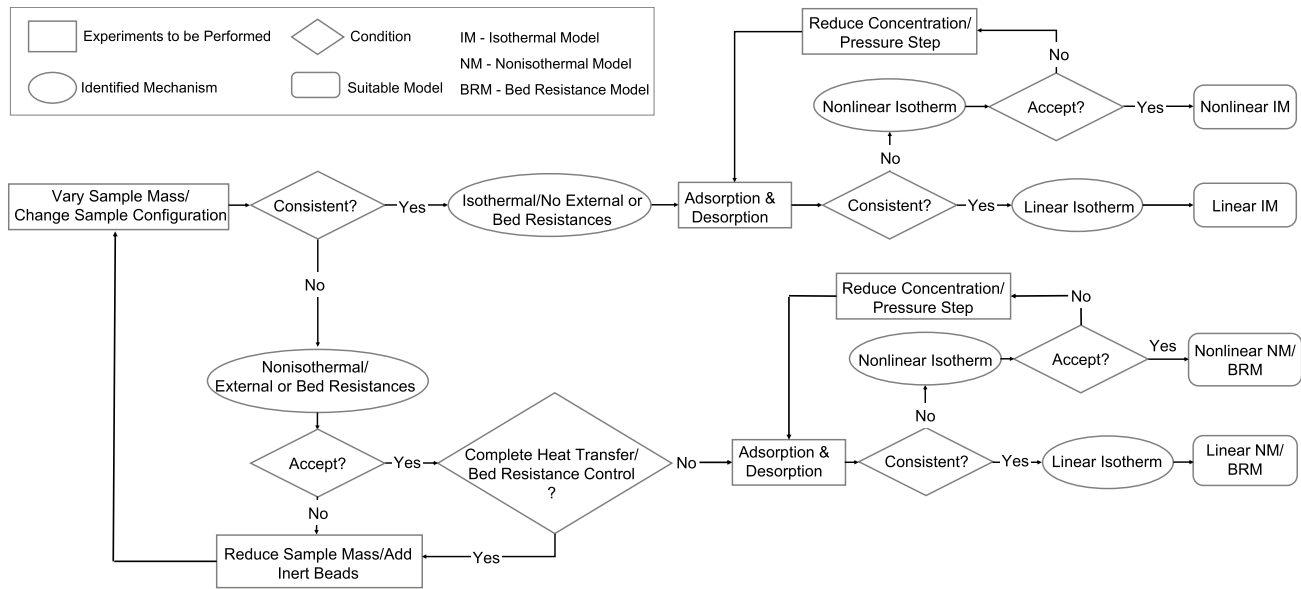 Experiments to be Performed
Condition
IM - Isothermal Model
NM - Nonisothermal Model
Identified Mechanism
Suitable Model
BRM - Bed Resistance Model
Reduce Concentration/
Pressure Step
No
Nonlinear Isotherm
Accept?
Yes
Nonlinear IM
No
Vary Sample Mass/
Change Sample Configuration
Consistent?
Yes
Isothermal/No External or
Bed Resistances
Adsorption &
Desorption
Consistent?
Yes
Linear Isotherm
Linear IM
No
Reduce Concentration/
Pressure Step
No
Nonlinear Isotherm
Accept?
Yes
Nonlinear NM/
BRM
Nonisothermal/
External or Bed Resistances
No
Accept?
Yes
Complete Heat Transfer/
Bed Resistance Control
?
No
Adsorption &
Desorption
Consistent?
Yes
Linear Isotherm
Linear NM/
BRM
No
Reduce Sample Mass/Add
Inert Beads
Yes